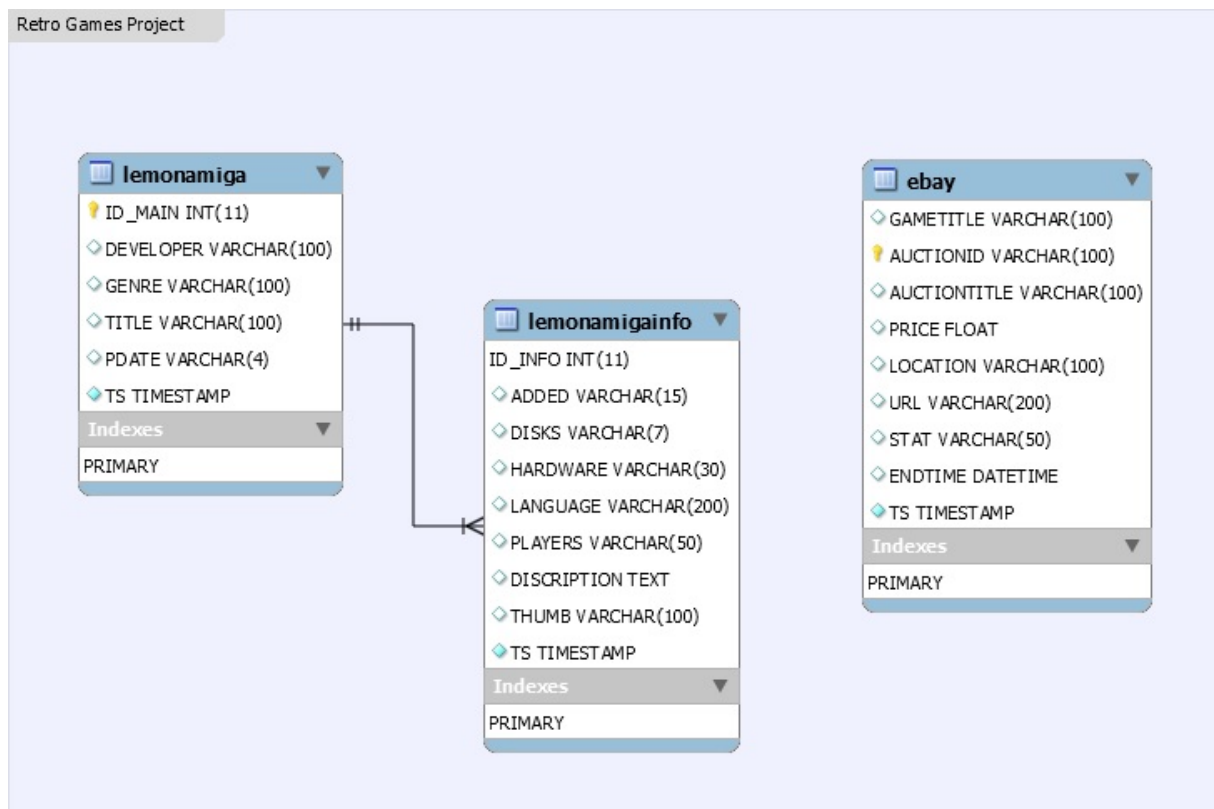 Retro Games Project
lemonamiga
ID_MAIN INT(11)
DEVELOPER VARCHAR(100)
GENRE VARCHAR(100)
TITLE VARCHAR(100)
PDATE VARCHAR(4)
TS TIMESTAMP
Indexes
PRIMARY
lemonamigainfo
ID_INFO INT(11)
ADDED VARCHAR(15)
DISKS VARCHAR(7)
HARDWARE VARCHAR(30)
LANGUAGE VARCHAR(200)
PLAYERS VARCHAR(50)
DISCRIPTION TEXT
THUMB VARCHAR(100)
TS TIMESTAMP
Indexes
PRIMARY
ebay
GAMETITLE VARCHAR(100)
AUCTIONID VARCHAR(100)
AUCTIONTITLE VARCHAR(100)
PRICE FLOAT
LOCATION VARCHAR(100)
URL VARCHAR(200)
STAT VARCHAR(50)
ENDTIME DATETIME
TS TIMESTAMP
Indexes
PRIMARY